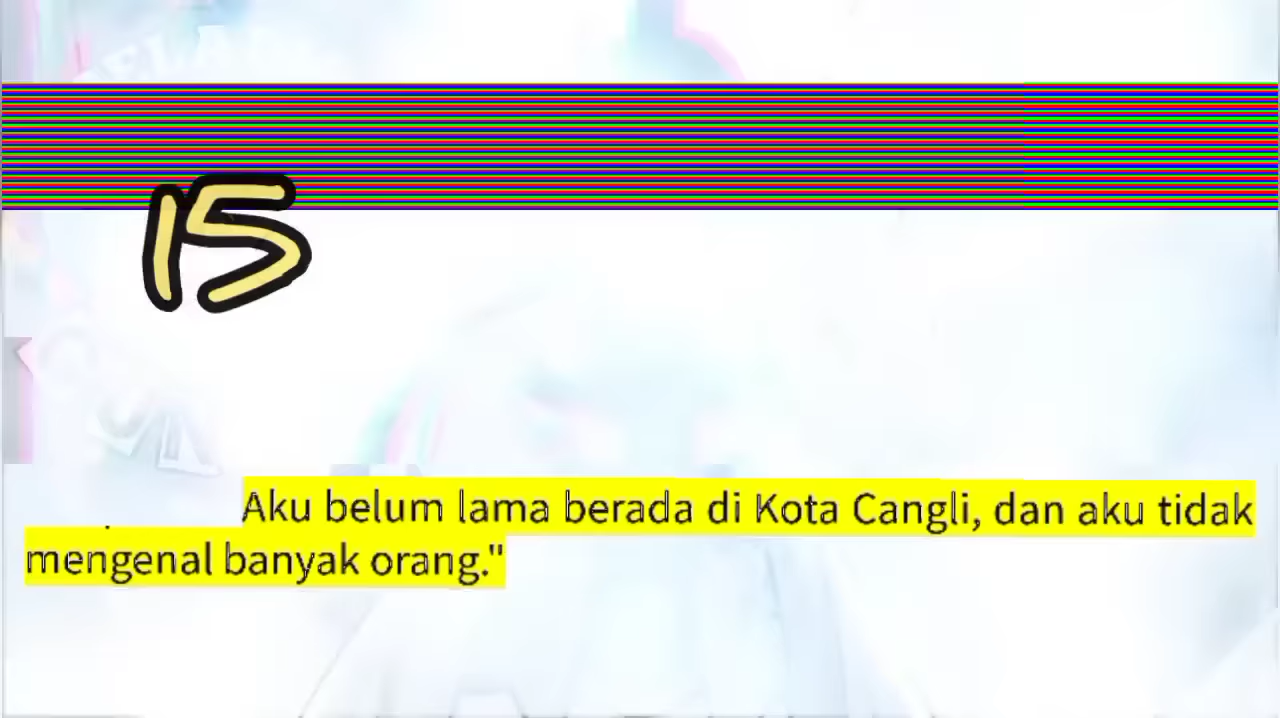 15
Aku belum lama berada di Kota Cangli, dan aku tidak
mengenal banyak orang."